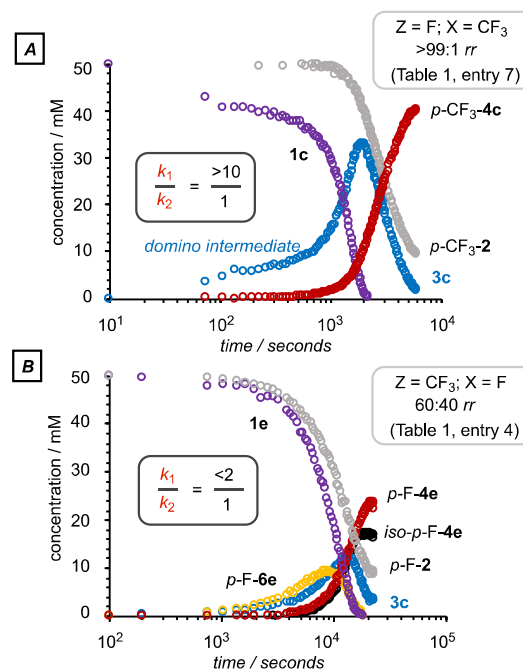 A
Z = F; X = CF₃
>99:1 rr
(Table 1, entry 7)
concentration / mM
50
40
30
20
10
0
1c
p-CF₃-4c
k₁
k₂
=
>10
1
domino intermediate
p-CF₃-2
3c
10¹
10²
10³
10⁴
time / seconds
B
Z = CF₃; X = F
60:40 rr
(Table 1, entry 4)
concentration / mM
50
40
30
20
10
0
1e
k₁
k₂
=
<2
1
p-F-4e
iso-p-F-4e
p-F-6e
p-F-2
3c
10²
10³
10⁴
10⁵
time / seconds